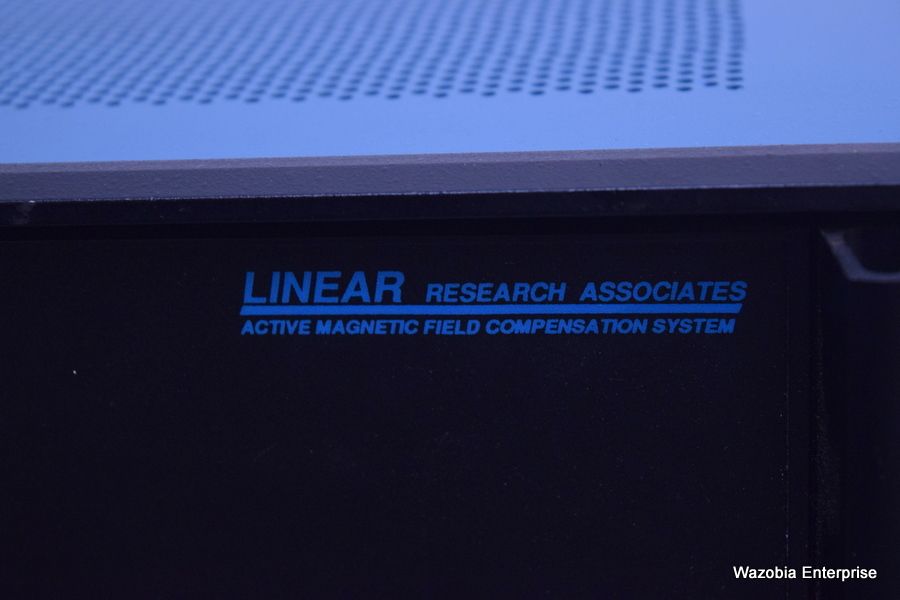 LINEAR RESEARCH ASSOCIATES
ACTIVE MAGNETIC FIELD COMPENSATION SYSTEM
Wazobia Enterprise